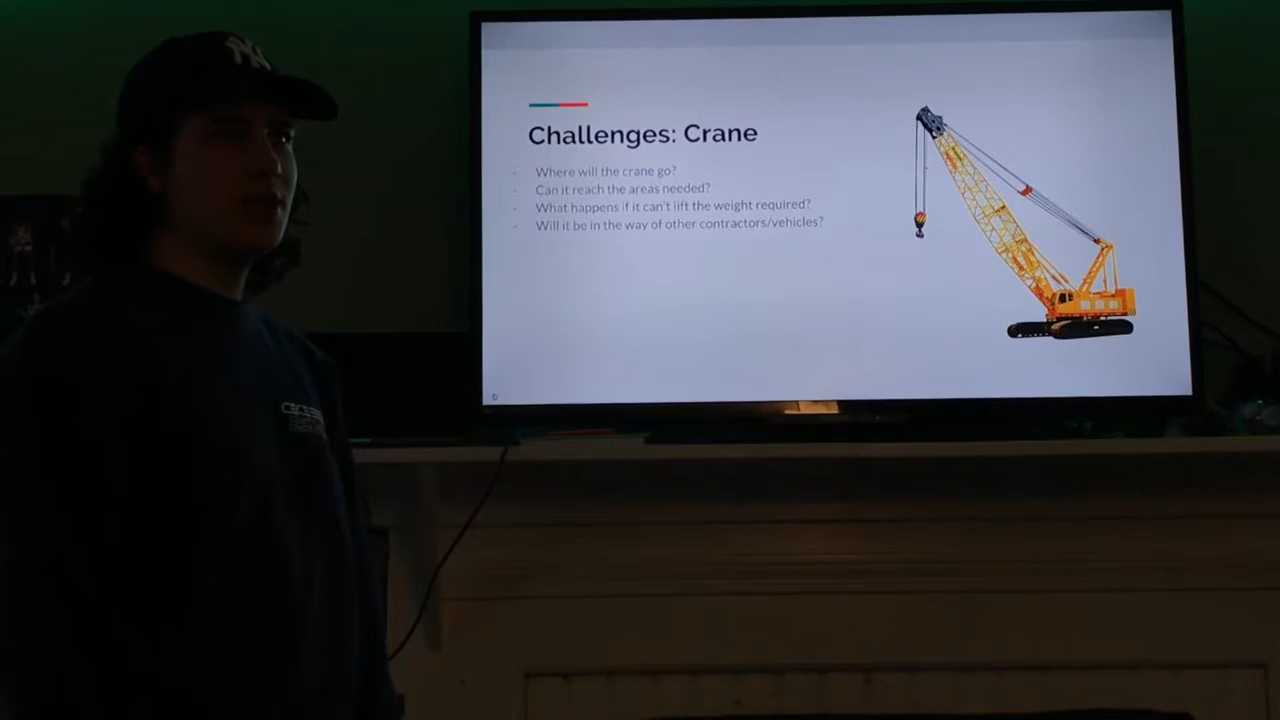 NY
Challenges: Crane
- Where will the crane go?
- Can it reach the areas needed?
- What happens if it can't lift the weight required?
- Will it be in the way of other contractors/vehicles?